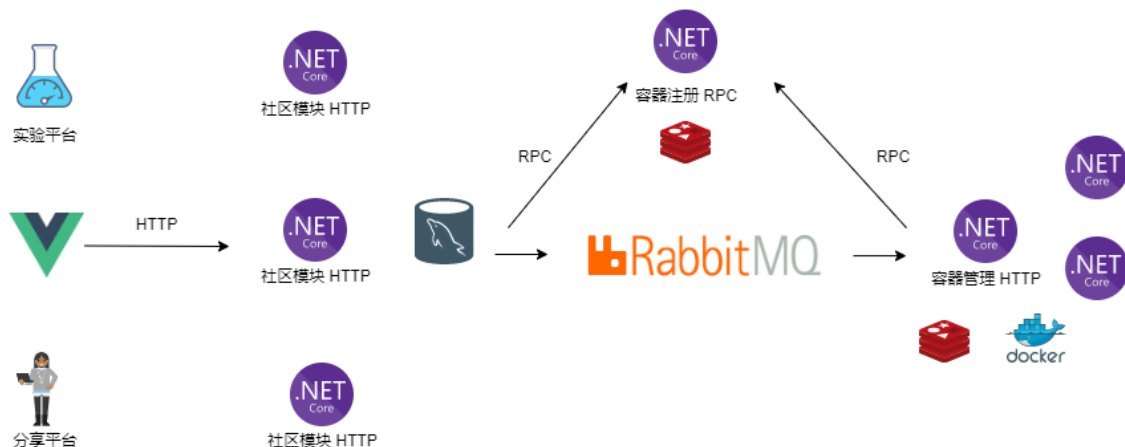 .NET
Core
社区模块 HTTP
实验平台
HTTP
.NET
Core
社区模块 HTTP
分享平台
.NET
Core
社区模块 HTTP
.NET
Core
容器注册 RPC
RPC
RPC
RabbitMQ
.NET
Core
容器管理 HTTP
.NET
Core
.NET
Core
docker